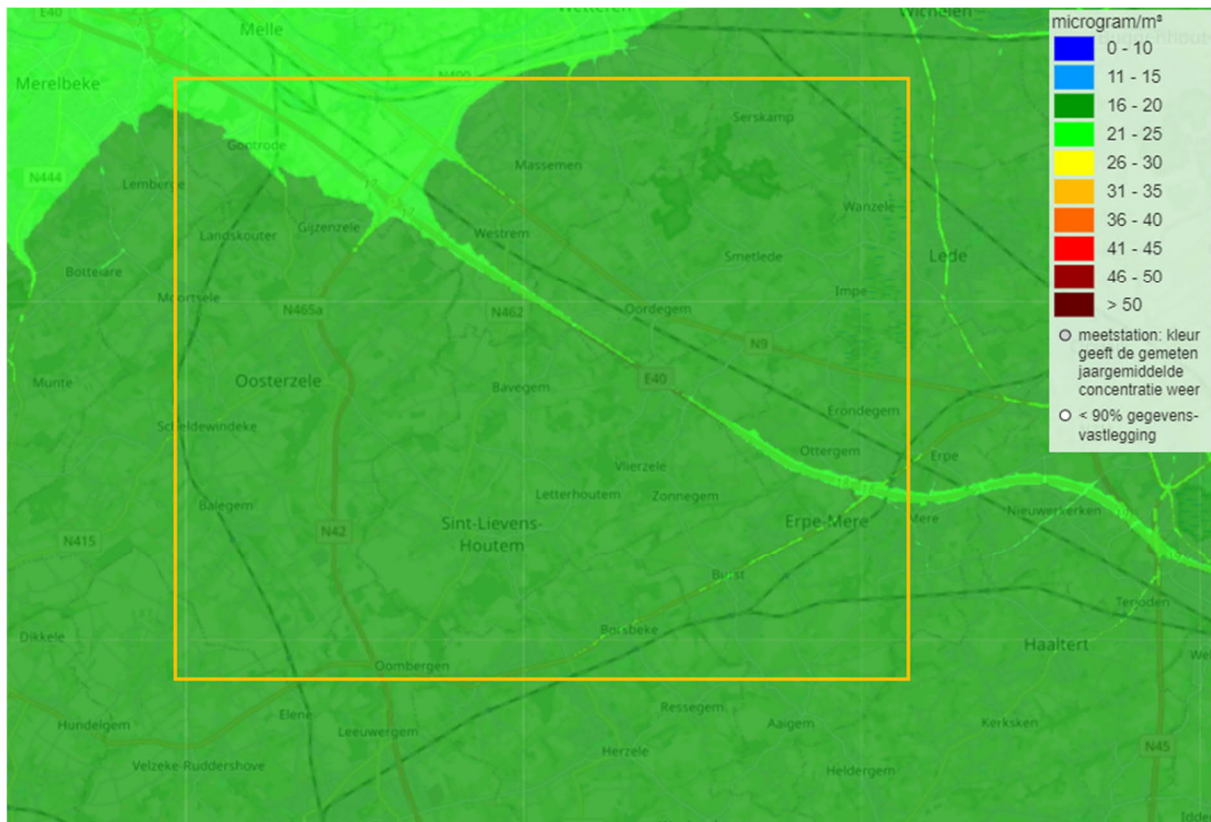 E40
Melle
Wetteren
Wichelen
Merelbeke
N400
Serskamp
Gontrode
Massemen
N444
Lemberge
Wanzele
Landskouter
Gijzenzele
Westrem
Smetlede
Lede
Bottelare
Moortsele
Impe
N465a
N462
Oordegem
N9
Munte
Oosterzele
Bavegem
E40
Erondegem
Scheldewindeke
Ottergem
Erpe
Vlierzele
Letterhoutem
Zonnegem
Balegem
Sint-Lievens-
Houtem
Erpe-Mere
Mere
Nieuwerkerken
N42
N415
Burst
Terjoden
Borsbeke
Dikkele
Haaltert
Oombergen
Hundelgem
Elene
Leeuwergem
Ressegem
Aaigem
Kerksken
N45
Velzeke-Ruddershove
Herzele
Heldergem
microgram/m³
0 - 10
11 - 15
16 - 20
21 - 25
26 - 30
31 - 35
36 - 40
41 - 45
46 - 50
> 50
meetstation: kleur
geeft de gemeten
jaargemiddelde
concentratie weer
< 90% gegevens-
vastlegging